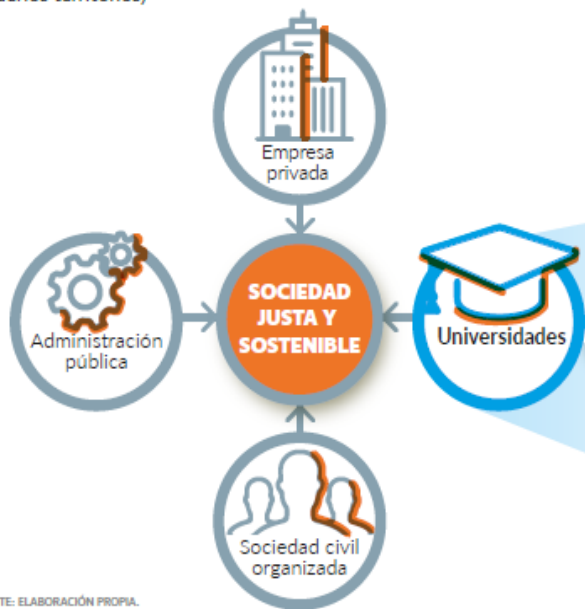 Empresa
privada
Administración
pública
SOCIEDAD
JUSTA Y
SOSTENIBLE
Universidades
Sociedad civil
organizada
TE: ELABORACIÓN PROPIA.